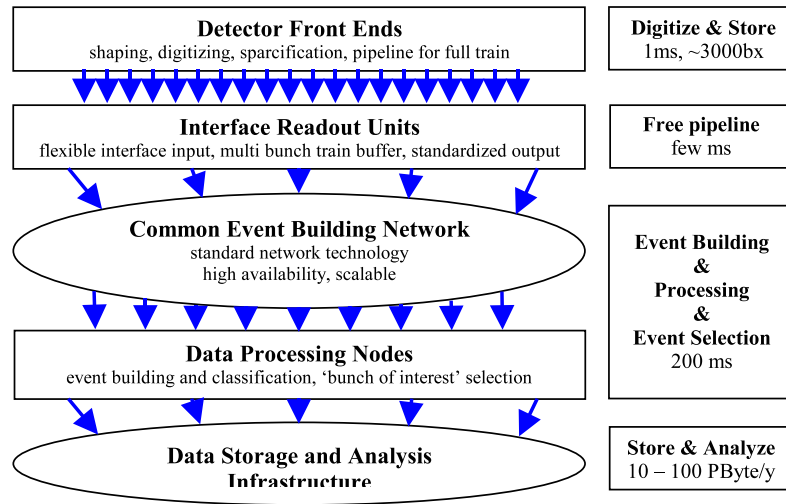 Detector Front Ends
shaping, digitizing, sparcification, pipeline for full train
Digitize & Store
1ms, ~3000bx
Interface Readout Units
flexible interface input, multi bunch train buffer, standardized output
Free pipeline
few ms
Common Event Building Network
standard network technology
high availability, scalable
Event Building
&
Processing
&
Event Selection
200 ms
Data Processing Nodes
event building and classification, ‘bunch of interest’ selection
Data Storage and Analysis
Infrastructure
Store & Analyze
10 – 100 PByte/y